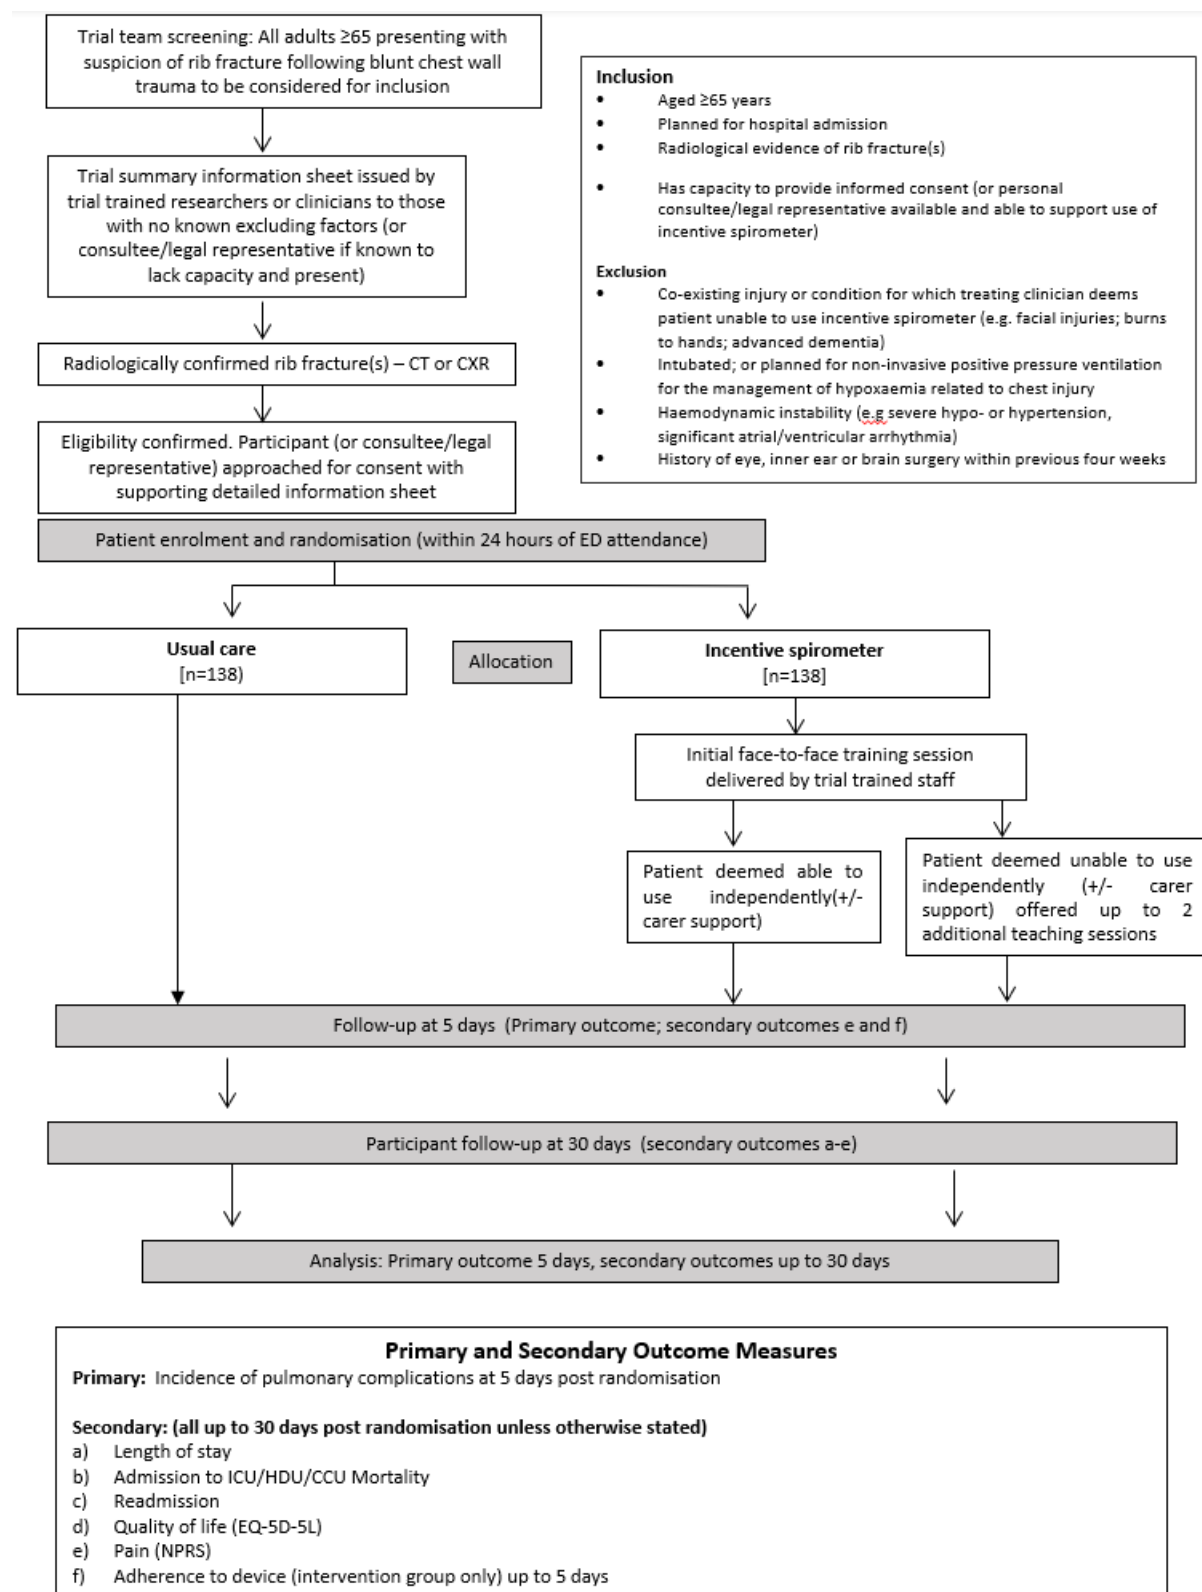 Trial team screening: All adults ≥65 presenting with
suspicion of rib fracture following blunt chest wall
trauma to be considered for inclusion
Trial summary information sheet issued by
trial trained researchers or clinicians to those
with no known excluding factors (or
consultee/legal representative if known to
lack capacity and present)
Radiologically confirmed rib fracture(s) – CT or CXR
Eligibility confirmed. Participant (or consultee/legal
representative) approached for consent with
supporting detailed information sheet
Inclusion
• Aged ≥65 years
• Planned for hospital admission
• Radiological evidence of rib fracture(s)
• Has capacity to provide informed consent (or personal
consultee/legal representative available and able to support use of
incentive spirometer)
Exclusion
• Co-existing injury or condition for which treating clinician deems
patient unable to use incentive spirometer (e.g. facial injuries; burns
to hands; advanced dementia)
• Intubated; or planned for non-invasive positive pressure ventilation
for the management of hypoxaemia related to chest injury
• Haemodynamic instability (e.g severe hypo- or hypertension,
significant atrial/ventricular arrhythmia)
• History of eye, inner ear or brain surgery within previous four weeks
Patient enrolment and randomisation (within 24 hours of ED attendance)
Usual care
[n=138)
Allocation
Incentive spirometer
[n=138]
Initial face-to-face training session
delivered by trial trained staff
Patient deemed able to
use independently(+/-
carer support)
Patient deemed unable to use
independently (+/- carer
support) offered up to 2
additional teaching sessions
Follow-up at 5 days (Primary outcome; secondary outcomes e and f)
Participant follow-up at 30 days (secondary outcomes a-e)
Analysis: Primary outcome 5 days, secondary outcomes up to 30 days
Primary and Secondary Outcome Measures
Primary: Incidence of pulmonary complications at 5 days post randomisation
Secondary: (all up to 30 days post randomisation unless otherwise stated)
a) Length of stay
b) Admission to ICU/HDU/CCU Mortality
c) Readmission
d) Quality of life (EQ-5D-5L)
e) Pain (NPRS)
f) Adherence to device (intervention group only) up to 5 days